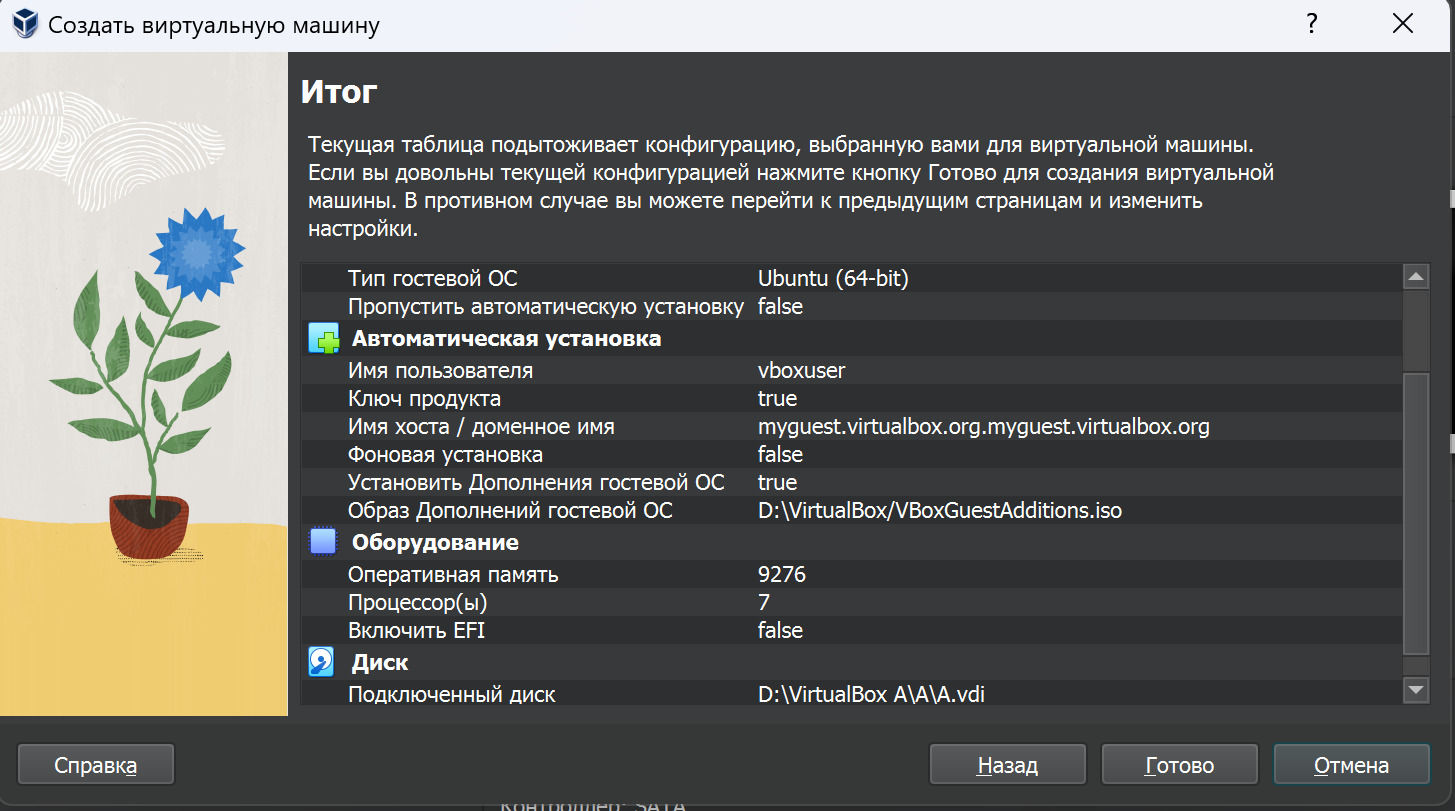 Создать виртуальную машину
?
Итог
Текущая таблица подытоживает конфигурацию, выбранную вами для виртуальной машины.
Если вы довольны текущей конфигурацией нажмите кнопку Готово для создания виртуальной
машины. В противном случае вы можете перейти к предыдущим страницам и изменить
настройки.
Тип гостевой ОС Ubuntu (64-bit)
Пропустить автоматическую установку false
Автоматическая установка
Имя пользователя vboxuser
Ключ продукта true
Имя хоста / доменное имя myguest.virtualbox.org.myguest.virtualbox.org
Фоновая установка false
Установить Дополнения гостевой ОС true
Образ Дополнений гостевой ОС D:\VirtualBox/VBoxGuestAdditions.iso
Оборудование
Оперативная память 9276
Процессор(ы) 7
Включить EFI false
Диск
Подключенный диск D:\VirtualBox A\A\A.vdi
Справка Назад Готово Отмена
Контроллер: SATA